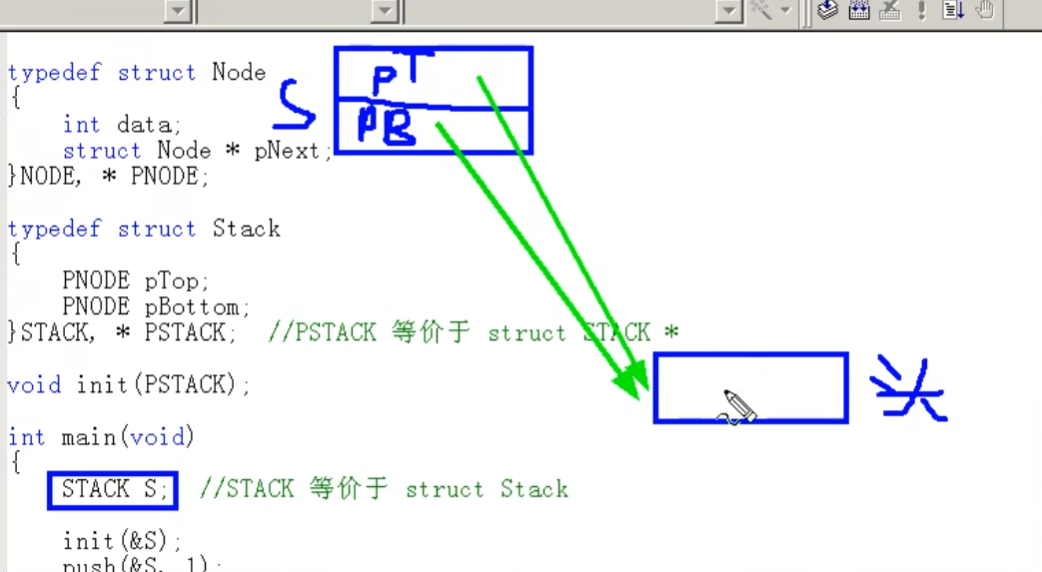 typedef struct Node
{
int data;
struct Node * pNext;
}NODE, * PNODE;
S
PT
PB
typedef struct Stack
{
PNODE pTop;
PNODE pBottom;
}STACK, * PSTACK; //PSTACK 等价于 struct STACK *
void init(PSTACK);
头
int main(void)
{
STACK S; //STACK 等价于 struct Stack
init(&S);
push(&S, 1);